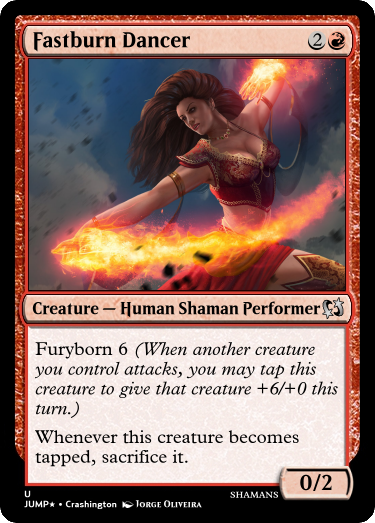 Fastburn Dancer 2
Creature — Human Shaman Performer
Furyborn 6 (When another creature
you control attacks, you may tap this
creature to give that creature +6/+0 this
turn.)
Whenever this creature becomes
tapped, sacrifice it.
0/2
U SHAMANS
JUMP★ • Crashington Jorge Oliveira